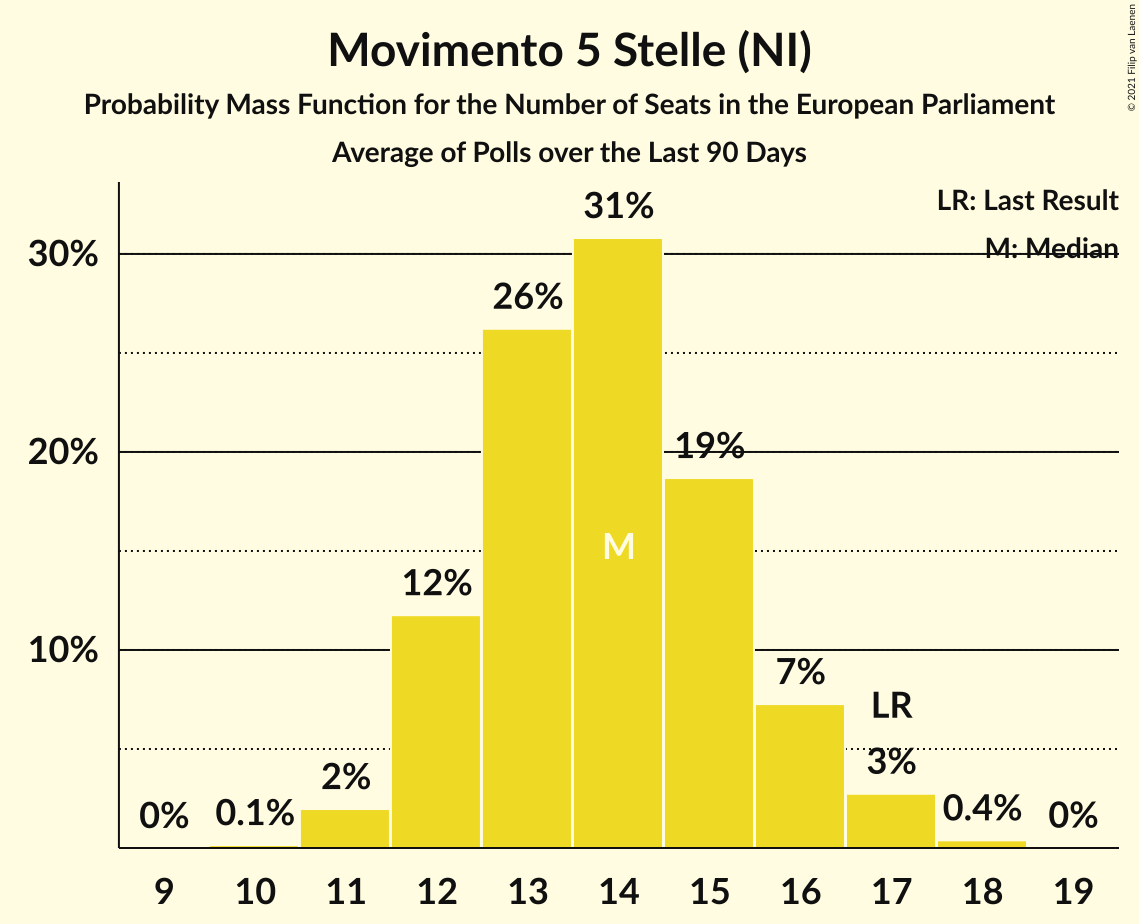 Movimento 5 Stelle (NI)
Probability Mass Function for the Number of Seats in the European Parliament
Average of Polls over the Last 90 Days
© 2021 Filip van Laenen
LR: Last Result
M: Median
30%
20%
10%
0%
0.1%
2%
12%
26%
31%
M
19%
7%
LR
3%
0.4%
0%
9 10 11 12 13 14 15 16 17 18 19